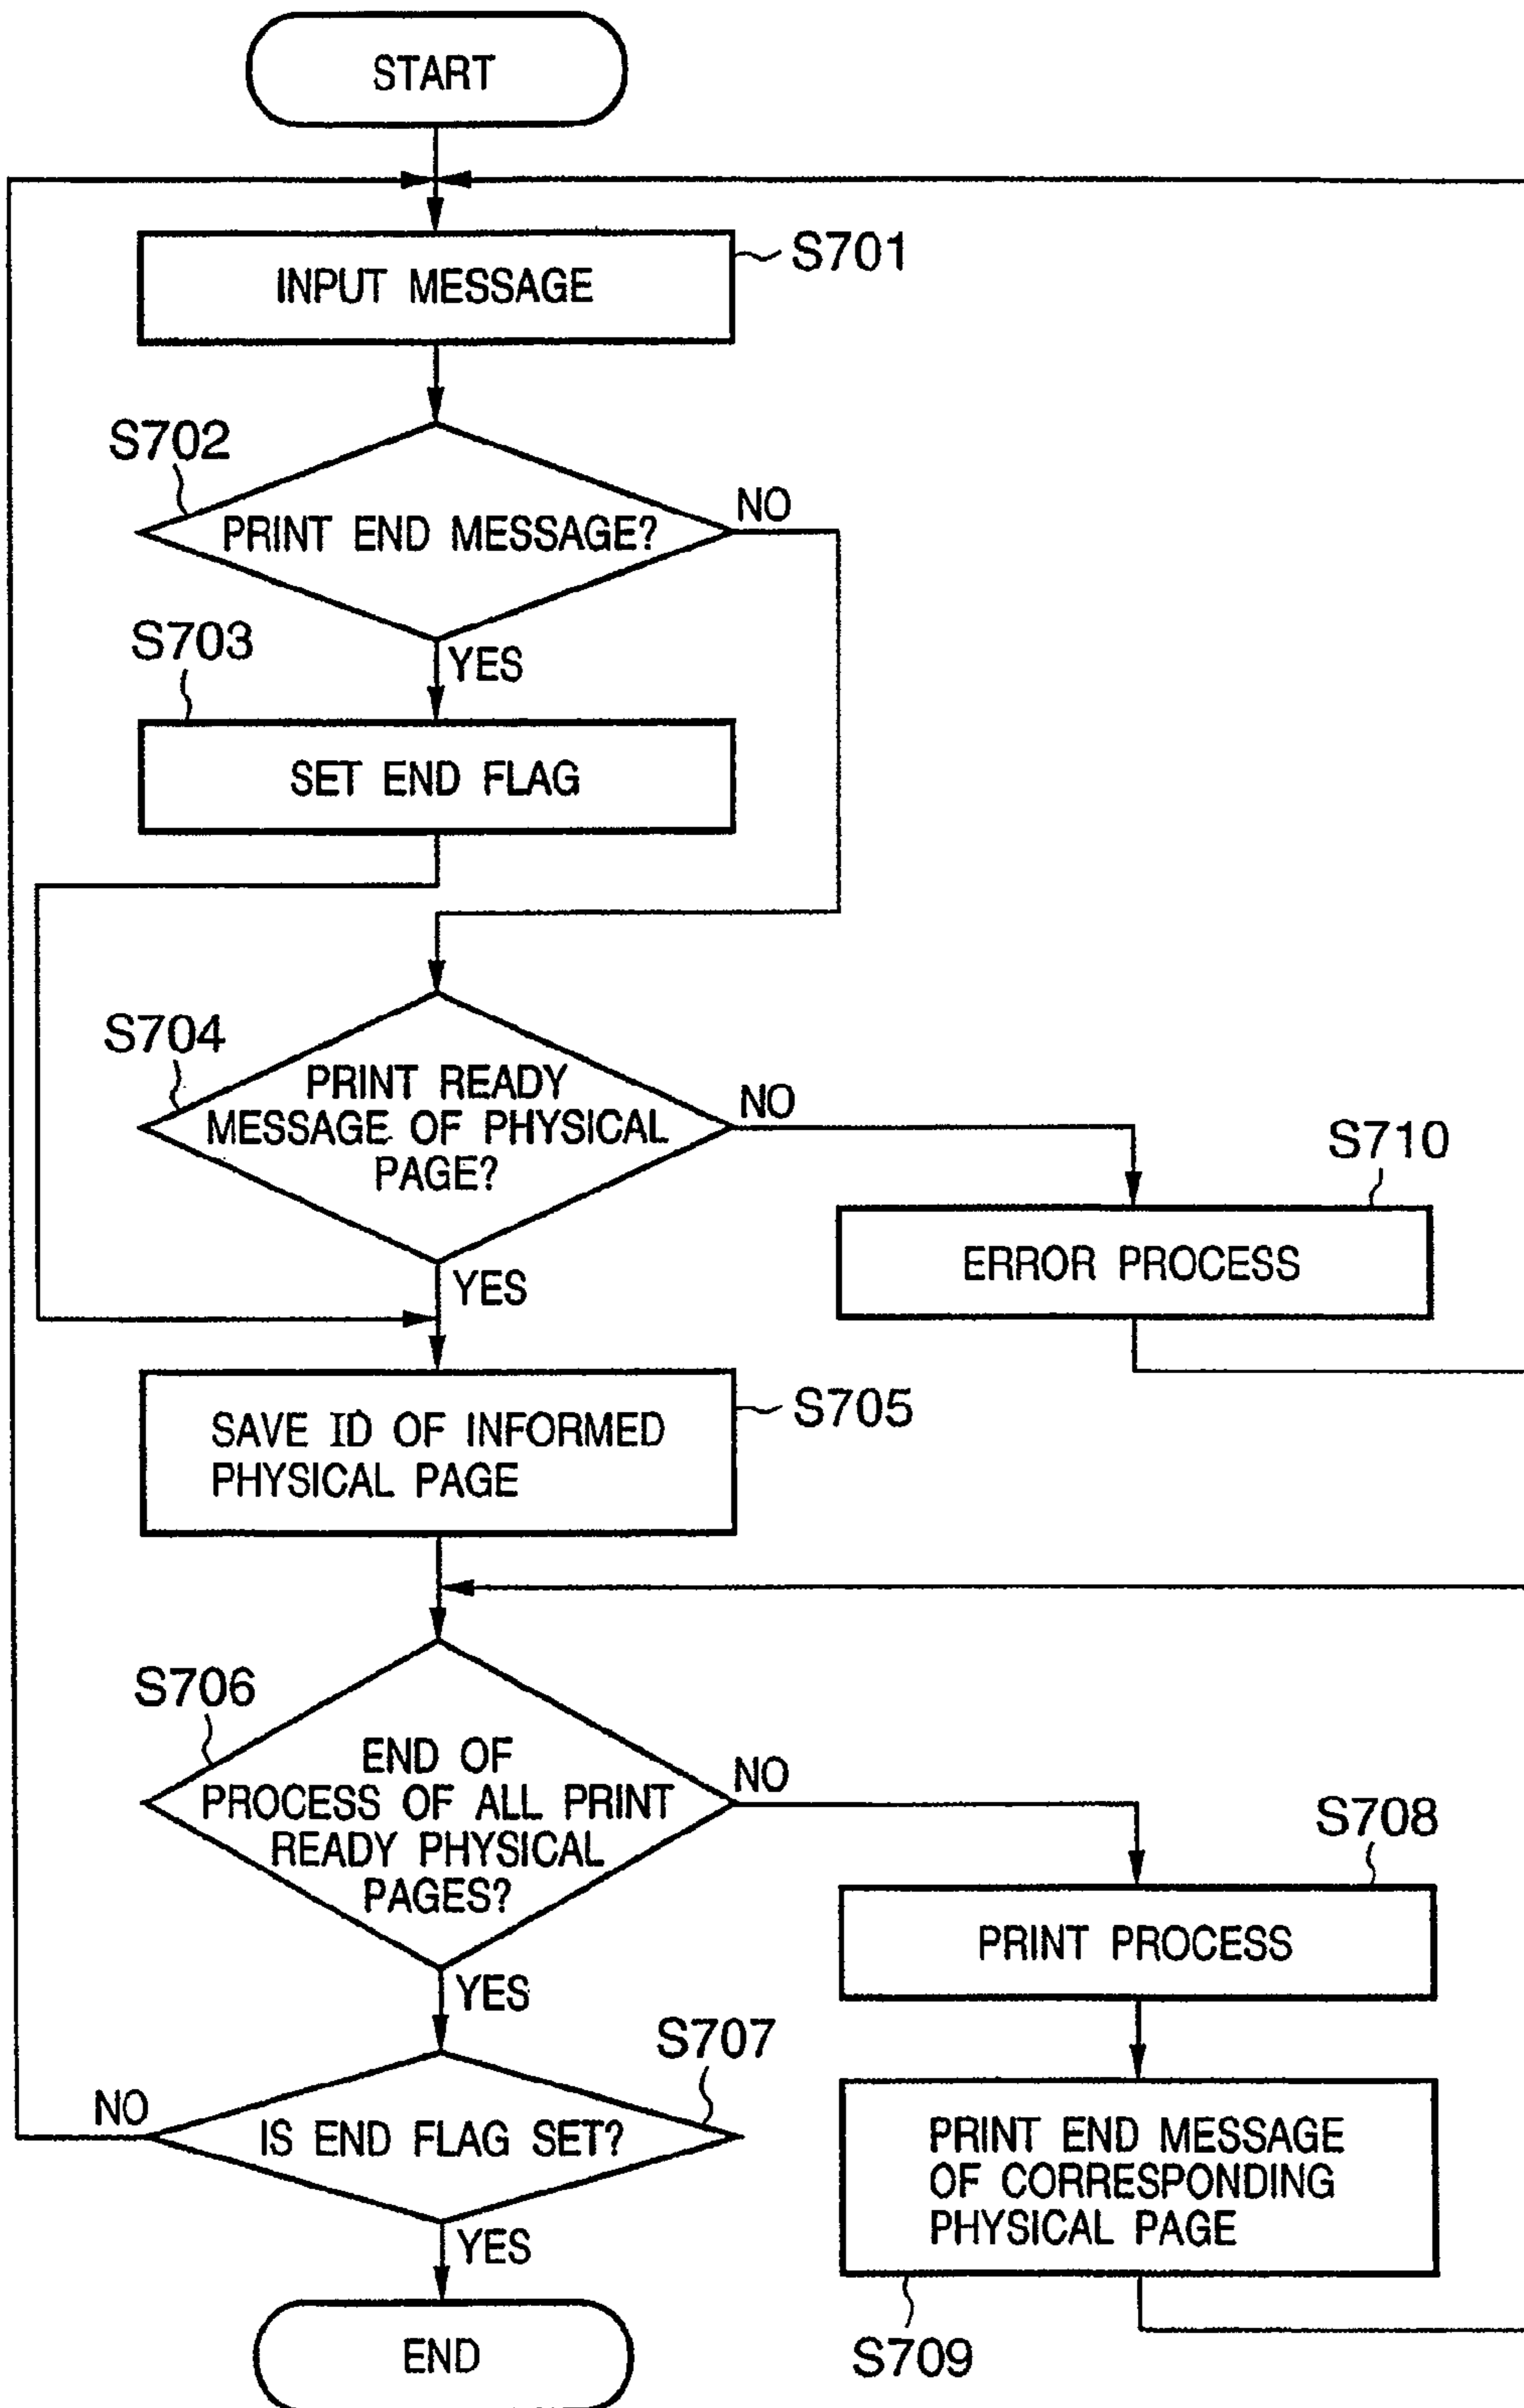 START
INPUT MESSAGE
S701
S702
PRINT END MESSAGE?
NO
YES
S703
SET END FLAG
S704
PRINT READY
MESSAGE OF PHYSICAL
PAGE?
NO
YES
S710
ERROR PROCESS
SAVE ID OF INFORMED
PHYSICAL PAGE
S705
S706
END OF
PROCESS OF ALL PRINT
READY PHYSICAL
PAGES?
NO
YES
S708
PRINT PROCESS
S707
IS END FLAG SET?
NO
YES
PRINT END MESSAGE
OF CORRESPONDING
PHYSICAL PAGE
S709
END